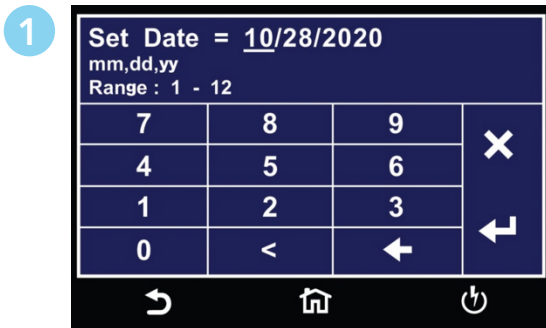 1
Set Date = 10/28/2020
mm,dd,yy
Range : 1 - 12
7 8 9
4 5 6
1 2 3
0 <